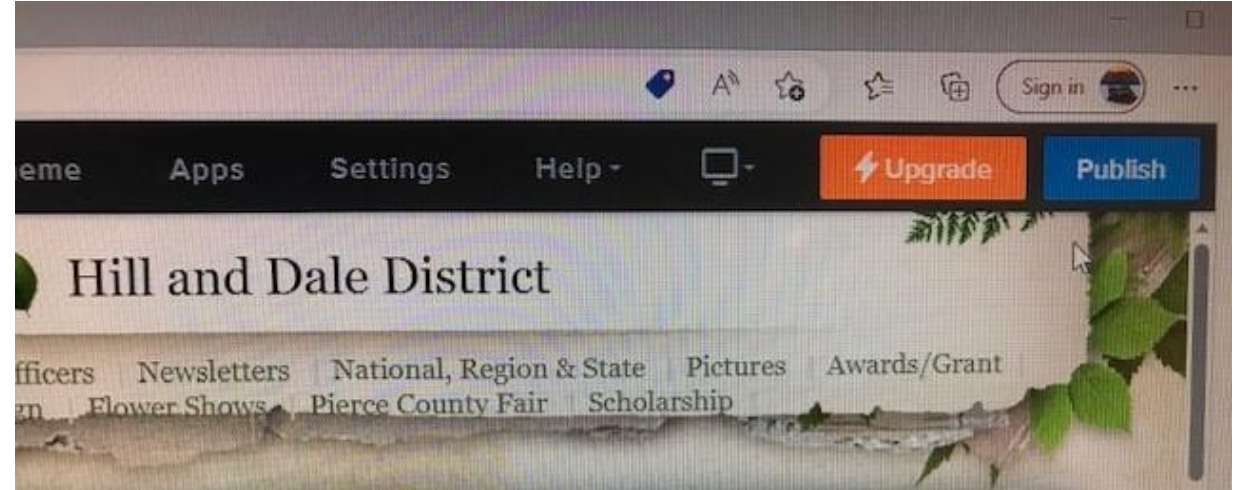 Sign in
eme Apps Settings Help Upgrade Publish
Hill and Dale District
fficers Newsletters National, Region & State Pictures Awards/Grant
gn Flower Shows Pierce County Fair Scholarship